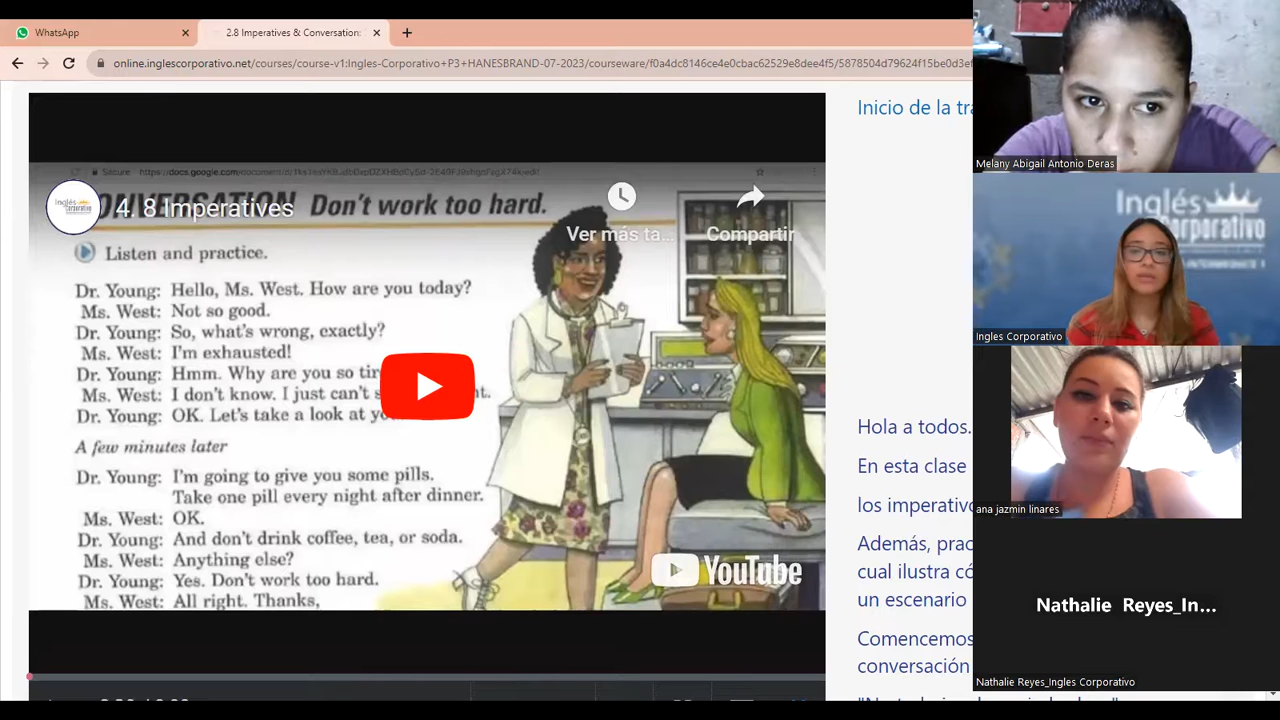 WhatsApp
2.8 Imperatives & Conversation:
online.inglescorporativo.net/courses/course-v1:Ingles-Corporativo+P3+HANESBRAND-07-2023/courseware/
CONVERSATION Don't work too hard.
4. 8 Imperatives
Ver más ta...
Compartir
Listen and practice.
Dr. Young: Hello, Ms. West. How are you today?
Ms. West: Not so good.
Dr. Young: So, what's wrong, exactly?
Ms. West: I'm exhausted!
Dr. Young: Hmm. Why are you so
Ms. West: I don't know. I just can't
Dr. Young: OK. Let's take a look at
A few minutes later
Dr. Young: I'm going to give you some pills.
Take one pill every night after dinner.
Ms. West: OK.
Dr. Young: And don't drink coffee, tea, or soda.
Ms. West: Anything else?
Dr. Young: Yes. Don't work too hard.
Ms. West: All right. Thanks,
YouTube
Inicio de la
Hola a todos.
En esta clase
los
Además,
cual ilustra
un escenario
Comencemos
conversación
Melany Abigail Antonio Deras
Inglés
Corporativo
Ingles Corporativo
ana jazmin linares
Nathalie Reyes_In...
Nathalie Reyes_Ingles Corporativo